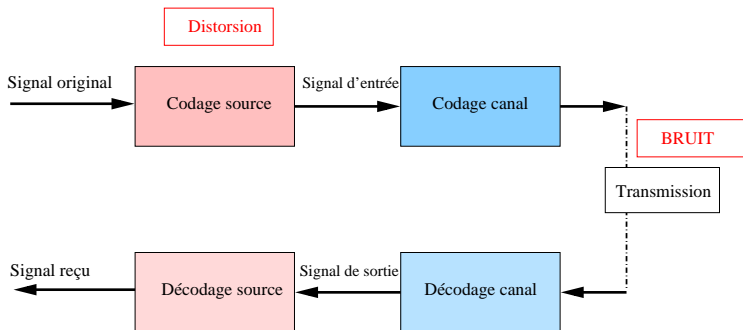 Distorsion
Signal original
Codage source
Signal d'entrée
Codage canal
BRUIT
Transmission
Signal reçu
Décodage source
Signal de sortie
Décodage canal